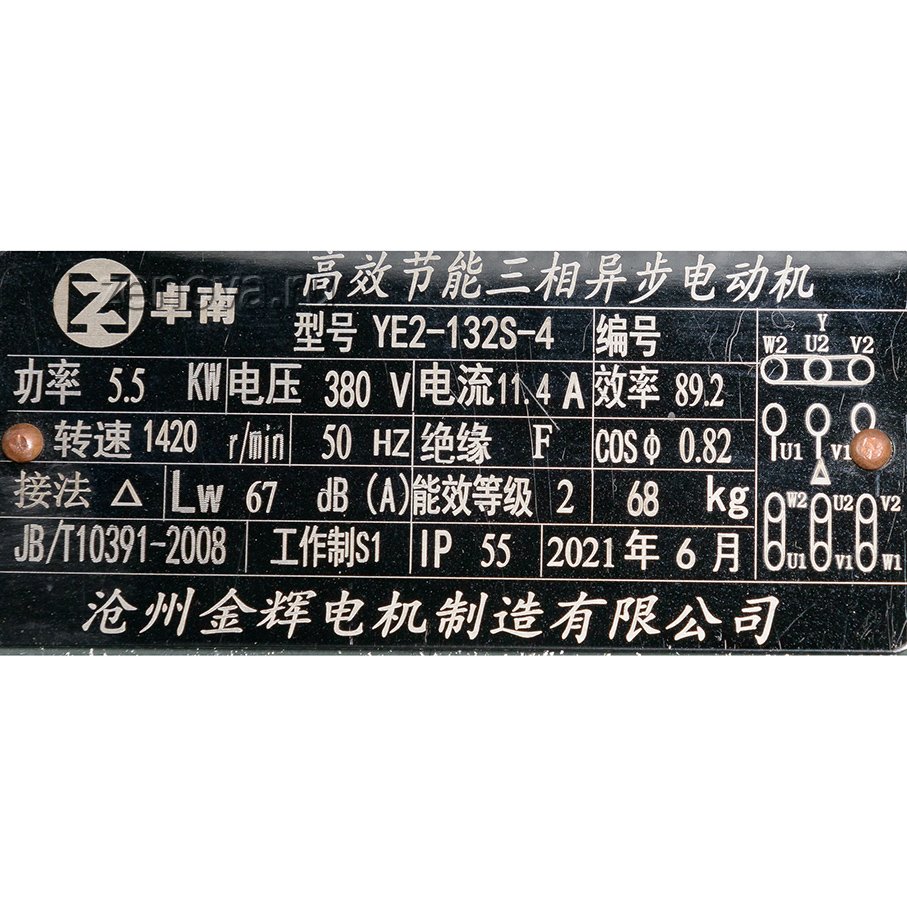 高效节能三相异步电动机
卓南
型号 YE2-132S-4 编号
功率 5.5 KW 电压 380 V 电流 11.4 A 效率 89.2
转速 1420 r/min 50 HZ 绝缘 F COSφ 0.82
接法 △ Lw 67 dB (A) 能效等级 2 68 kg
JB/T10391-2008 工作制S1 IP 55 2021年 6 月
沧州金辉电机制造有限公司
Y
W2 U2 V2
U1 V1
△
W2 U2 V2
U1 V1 W1